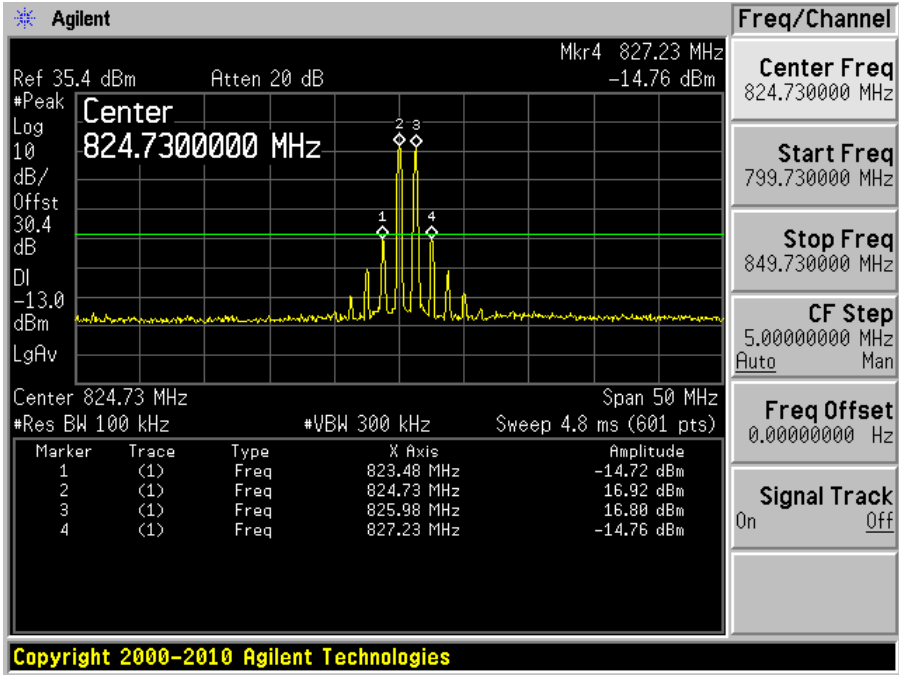 Agilent
Freq/Channel
Mkr4 827.23 MHz
Ref 35.4 dBm Atten 20 dB -14.76 dBm
#Peak
Log
10
dB/
Offst
30.4
dB
DI
-13.0
dBm
LgAv
Center
824.7300000 MHz
1
2
3
4
Center 824.73 MHz Span 50 MHz
#Res BW 100 kHz #VBW 300 kHz Sweep 4.8 ms (601 pts)
Marker Trace Type X Axis Amplitude
1 (1) Freq 823.48 MHz -14.72 dBm
2 (1) Freq 824.73 MHz 16.92 dBm
3 (1) Freq 825.98 MHz 16.80 dBm
4 (1) Freq 827.23 MHz -14.76 dBm
Center Freq
824.730000 MHz
Start Freq
799.730000 MHz
Stop Freq
849.730000 MHz
CF Step
5.00000000 MHz
Auto Man
Freq Offset
0.00000000 Hz
Signal Track
On Off
Copyright 2000-2010 Agilent Technologies